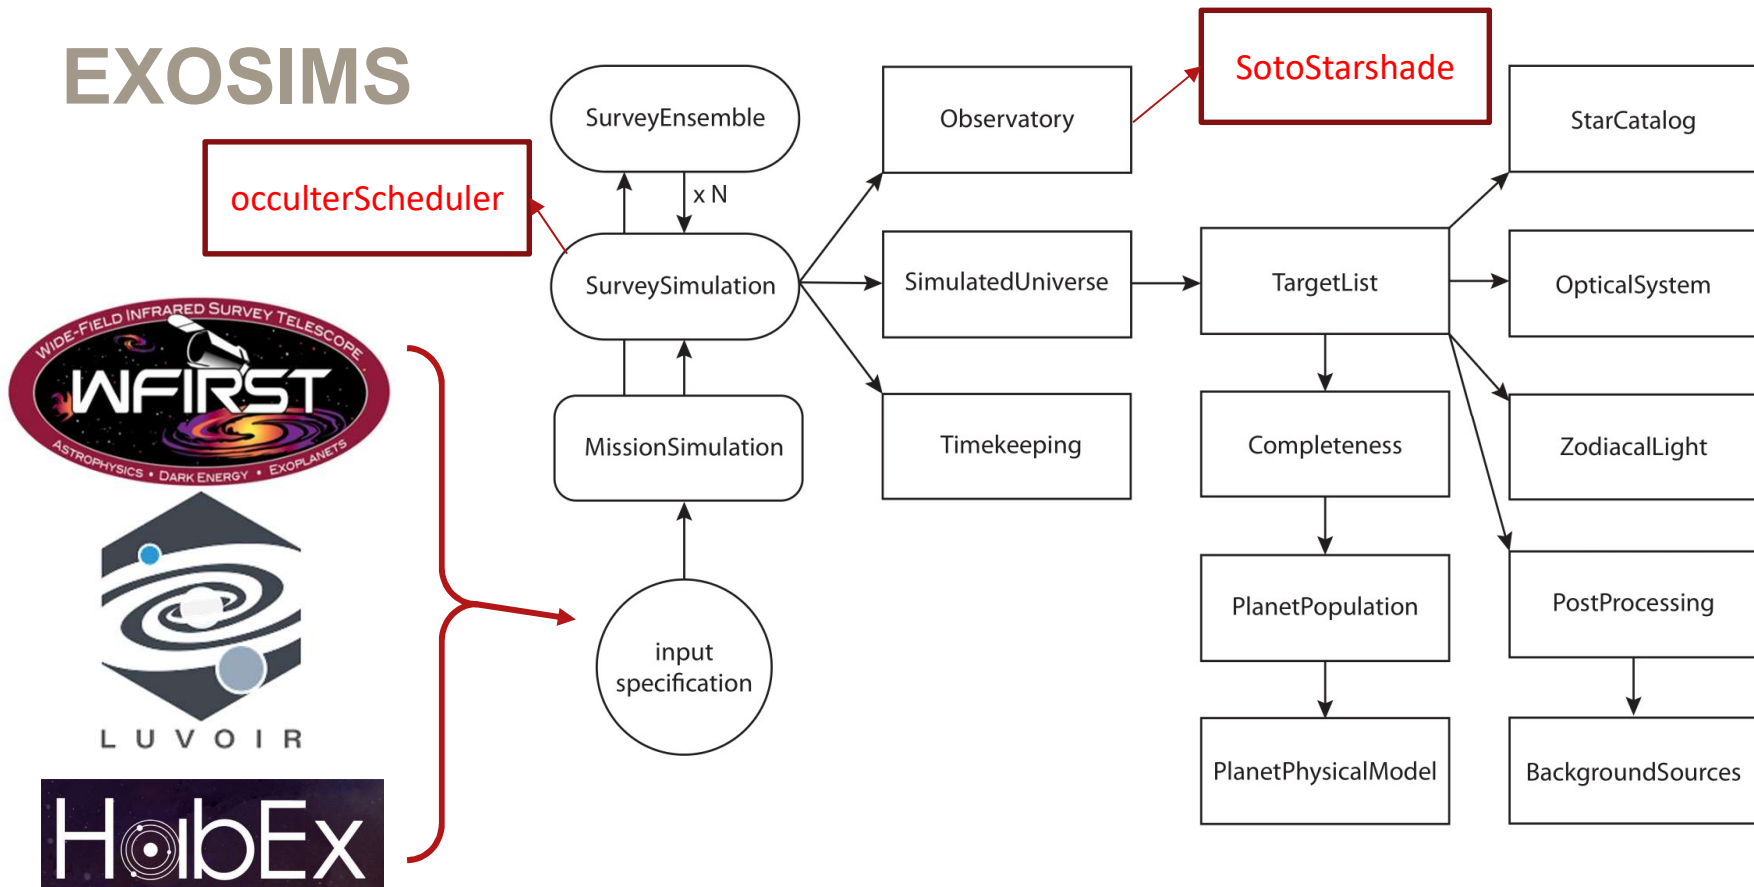 EXOSIMS
SotoStarshade
occulterScheduler
SurveyEnsemble
x N
SurveySimulation
MissionSimulation
input
specification
Observatory
SimulatedUniverse
Timekeeping
TargetList
Completeness
PlanetPopulation
PlanetPhysicalModel
StarCatalog
OpticalSystem
ZodiacalLight
PostProcessing
BackgroundSources
WIDE-FIELD INFRARED SURVEY TELESCOPE
WFIRST
ASTROPHYSICS • DARK ENERGY • EXOPLANETS
LUVOIR
HabEx